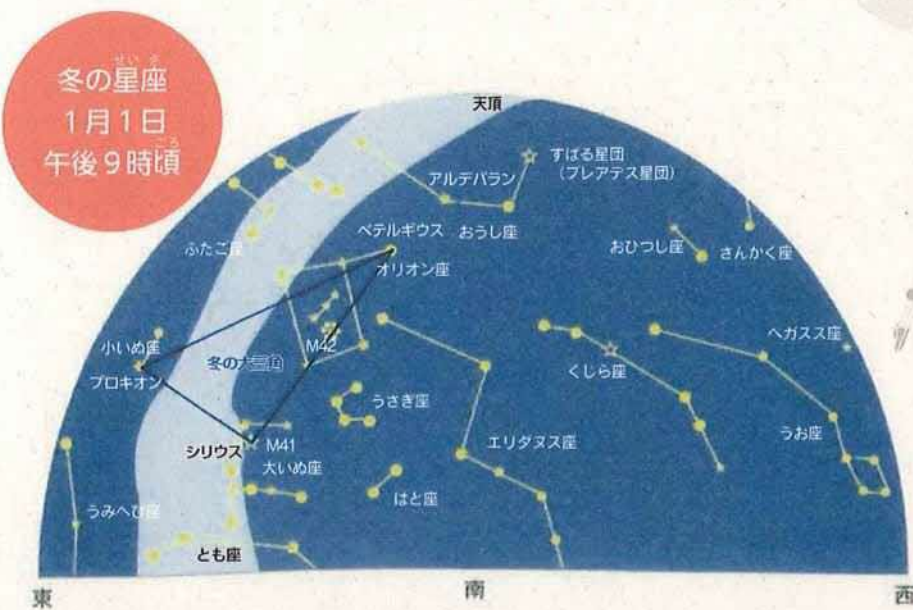 せいざ
冬の星座
1月1日
ごろ
午後9時頃
天頂
すばる星団
(プレアデス星団)
アルデバラン
おうし座
ベテルギウス
オリオン座
おひつじ座
さんかく座
ふたご座
M42
小いぬ座
プロキオン
冬の大三角
ペガスス座
くじら座
うさぎ座
シリウス
M41
大いぬ座
エリダヌス座
うお座
はと座
うみへび座
とも座
東
南
西